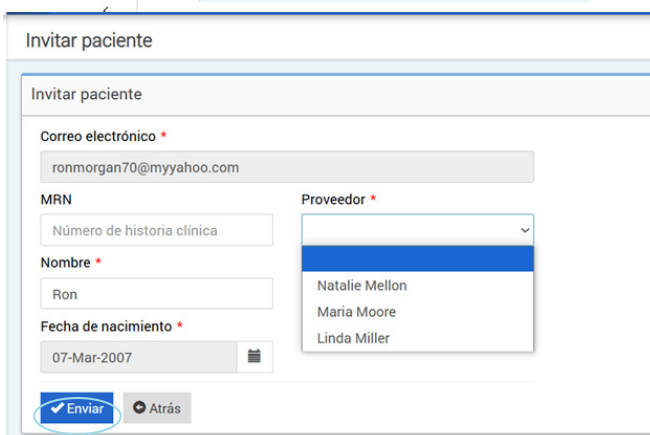 Invitar paciente
Invitar paciente
Correo electrónico *
ronmorgan70@myyahoo.com
MRN
Proveedor *
Número de historia clínica
Nombre *
Natalie Mellon
Ron
Maria Moore
Fecha de nacimiento *
Linda Miller
07-Mar-2007
Enviar
Atrás